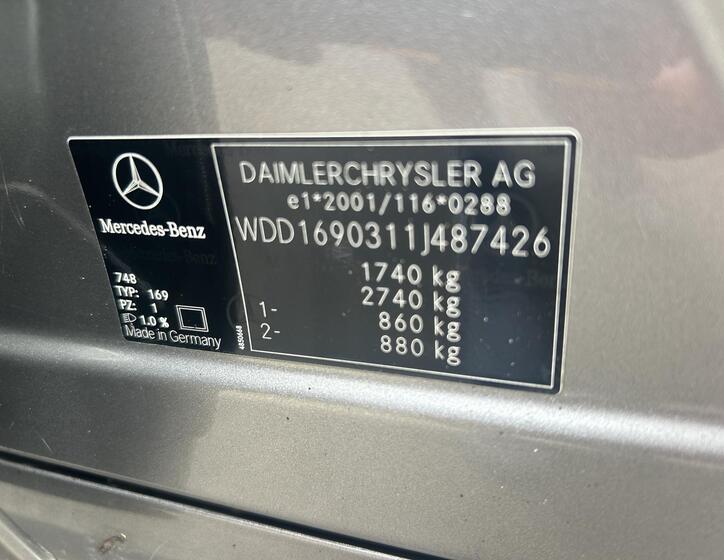 Mercedes-Benz
748
TYP: 169
PZ: 1
1.0 %
Made in Germany
4850668
DAIMLERCHRYSLER AG
e1*2001/116*0288
WDD1690311J487426
1740 kg
2740 kg
1- 860 kg
2- 880 kg